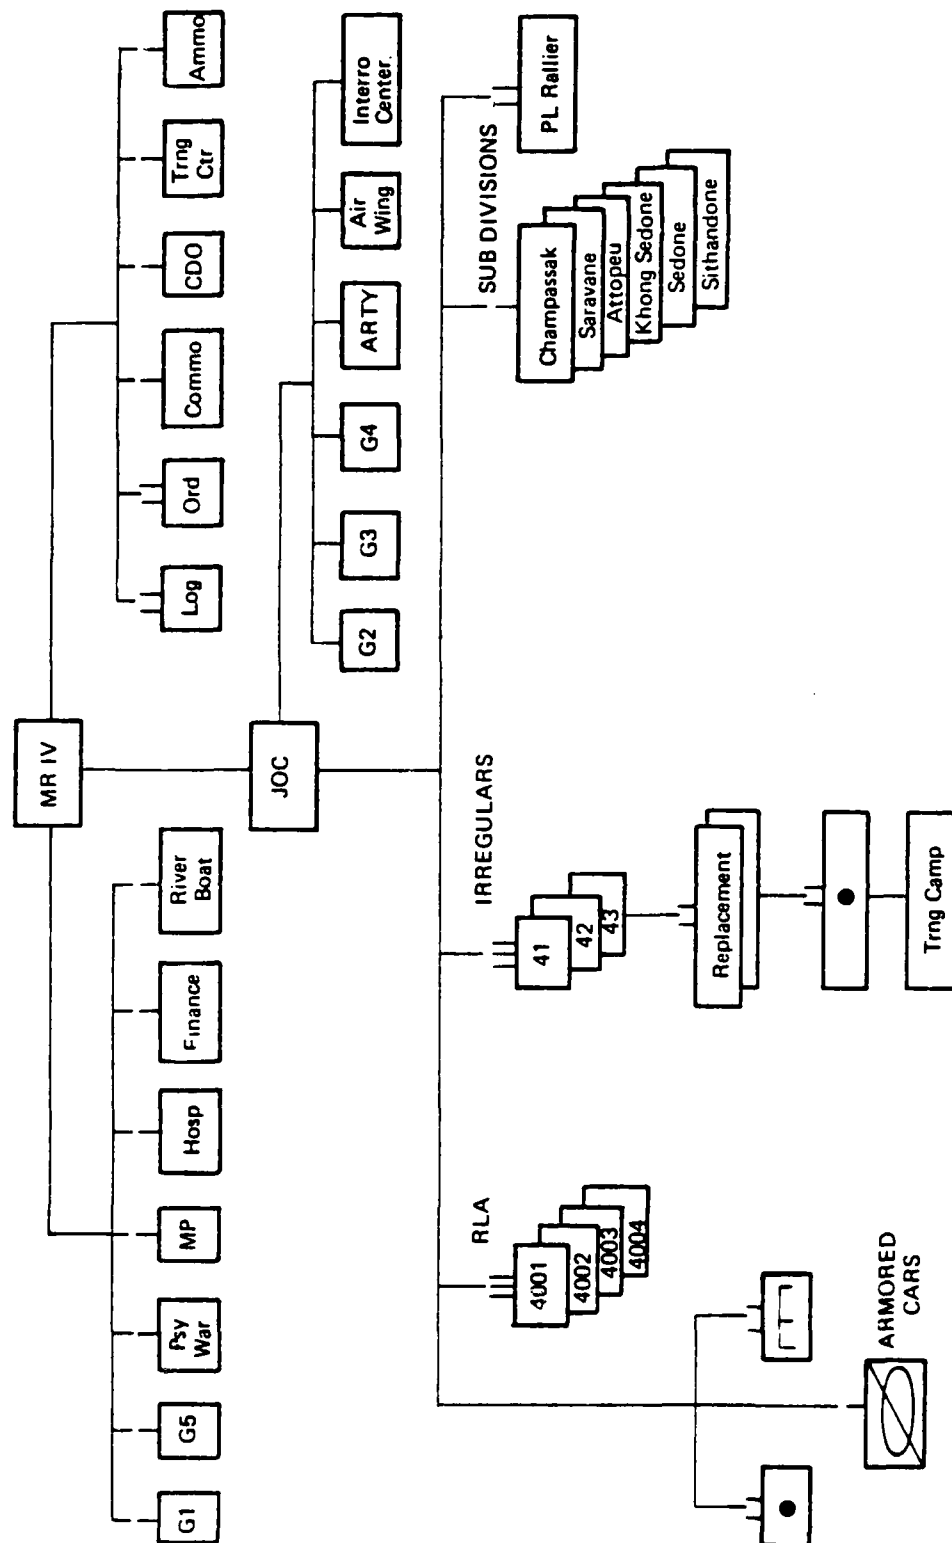 MR IV
G1
G5
Psy
War
MP
Hosp
Finance
River
Boat
Log
Ord
Commo
CDO
Trng
Ctr
Ammo
JOC
G2
G3
G4
ARTY
Air
Wing
Interro
Center.
RLA
4001
4002
4003
4004
ARMORED
CARS
IRREGULARS
41
42
43
Replacement
Trng Camp
SUB DIVISIONS
Champassak
Saravane
Attopeu
Khong Sedone
Sedone
Sithandone
PL Rallier